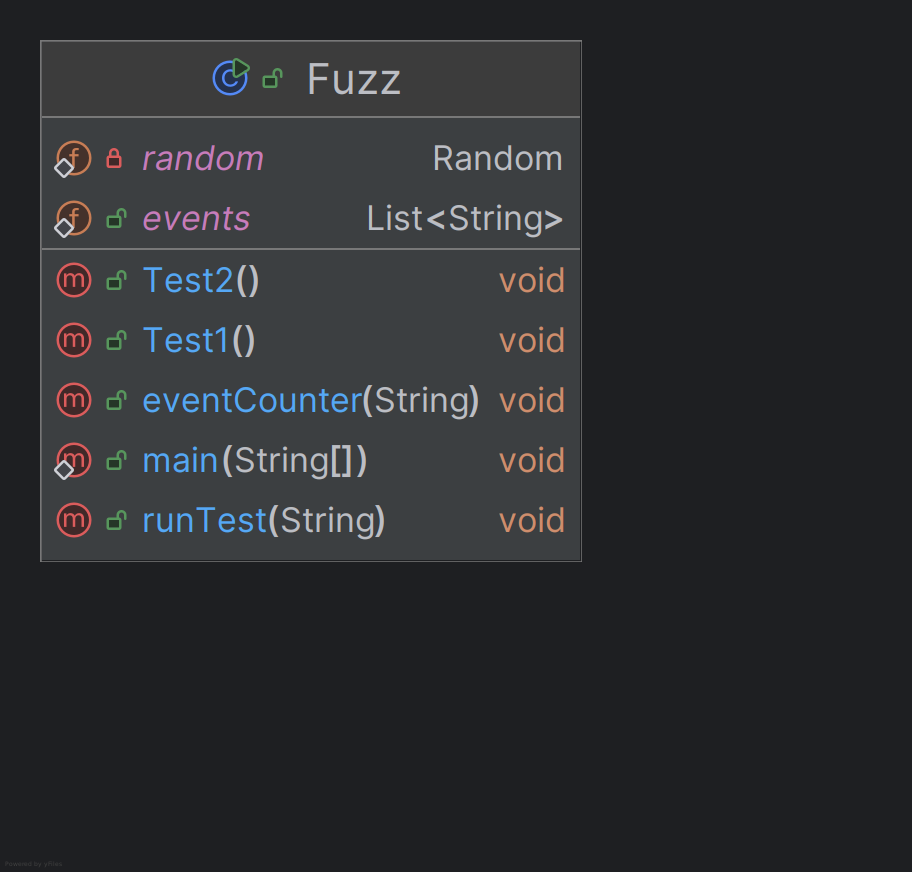 Fuzz
random Random
events List<String>
Test2() void
Test1() void
eventCounter(String) void
main(String[]) void
runTest(String) void
Powered by yFiles